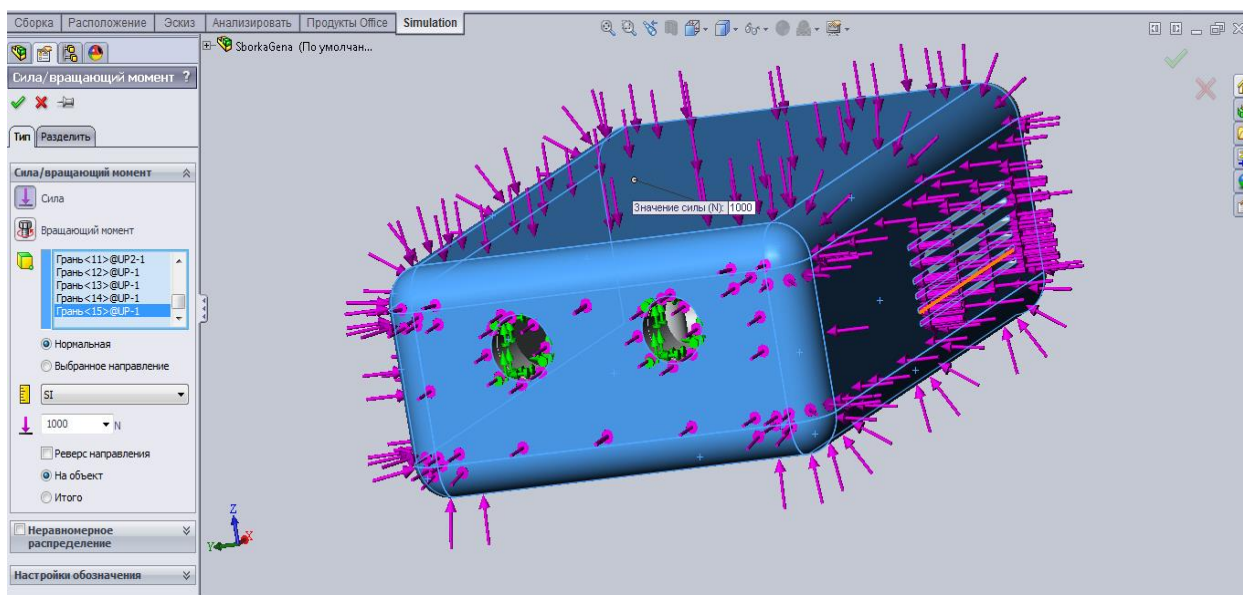 Сборка Расположение Эскиз Анализировать Продукты Office Simulation
SborkaGena (По умолчан...
Сила/вращающий момент ?
Тип Разделить
Сила/вращающий момент
Сила
Вращающий момент
Грань<11>@UP2-1
Грань<12>@UP-1
Грань<13>@UP-1
Грань<14>@UP-1
Грань<15>@UP-1
Нормальная
Выбранное направление
SI
1000 N
Реверс направления
На объект
Итого
Неравномерное
распределение
Настройки обозначения
Значение силы (N): 1000
Z
Y X